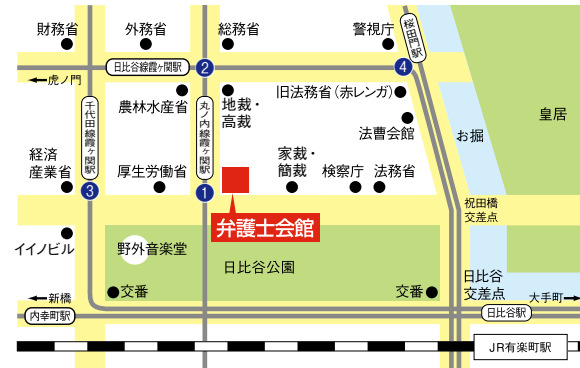 財務省
外務省
総務省
警視庁
桜田門駅
日比谷線霞ヶ関駅
2
4
虎ノ門
農林水産省
地裁・
高裁
旧法務省(赤レンガ)
千代田線霞ヶ関駅
丸ノ内線霞ヶ関駅
法曹会館
お掘
皇居
経済
産業省
厚生労働省
家裁・
簡裁
検察庁
法務省
3
1
祝田橋
交差点
弁護士会館
イイノビル
野外音楽堂
日比谷公園
日比谷
交差点
新橋
交番
交番
大手町
内幸町駅
日比谷駅
JR有楽町駅